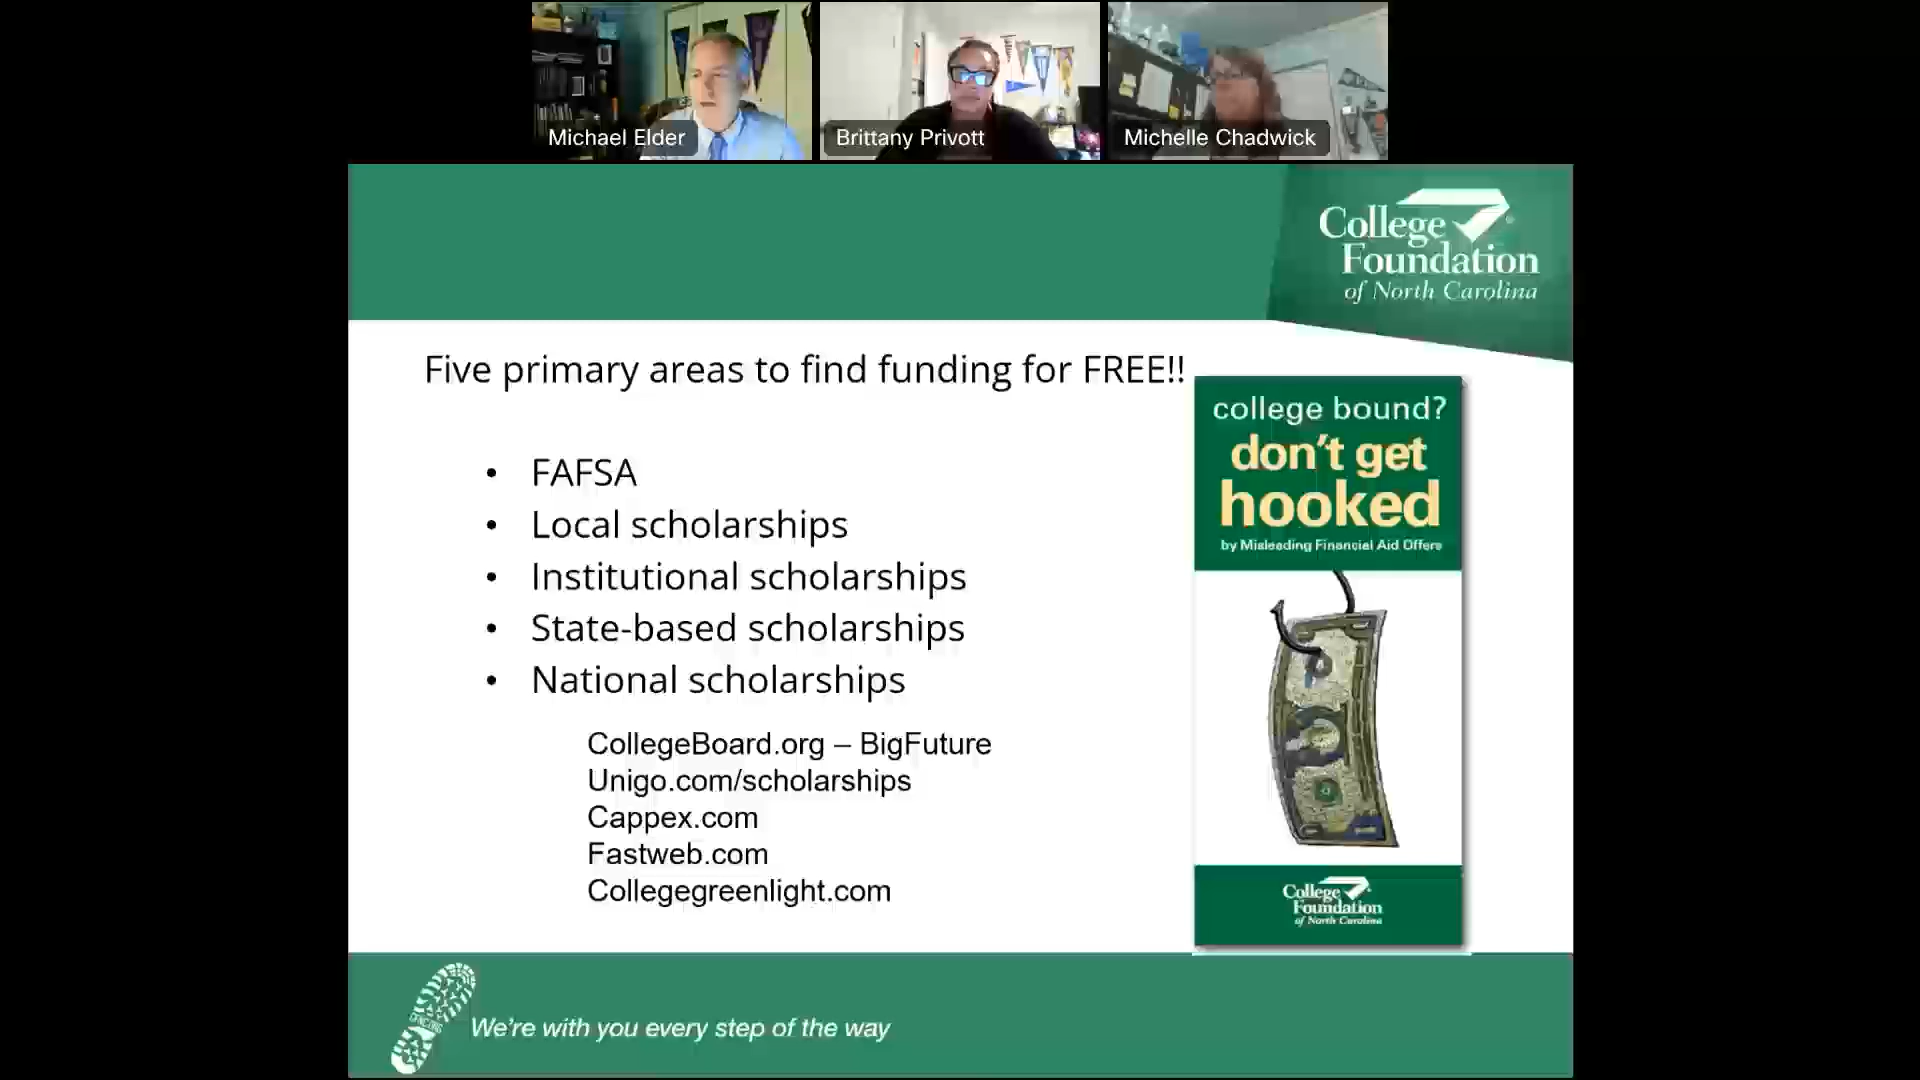 Michael Elder
Brittany Privott
Michelle Chadwick
College
Foundation
of North Carolina
Five primary areas to find funding for FREE!!
• FAFSA
• Local scholarships
• Institutional scholarships
• State-based scholarships
• National scholarships
CollegeBoard.org – BigFuture
Unigo.com/scholarships
Cappex.com
Fastweb.com
Collegegreenlight.com
college bound?
don't get
hooked
by Misleading Financial Aid Offers
College
Foundation
of North Carolina
CFNC.ORG
We're with you every step of the way